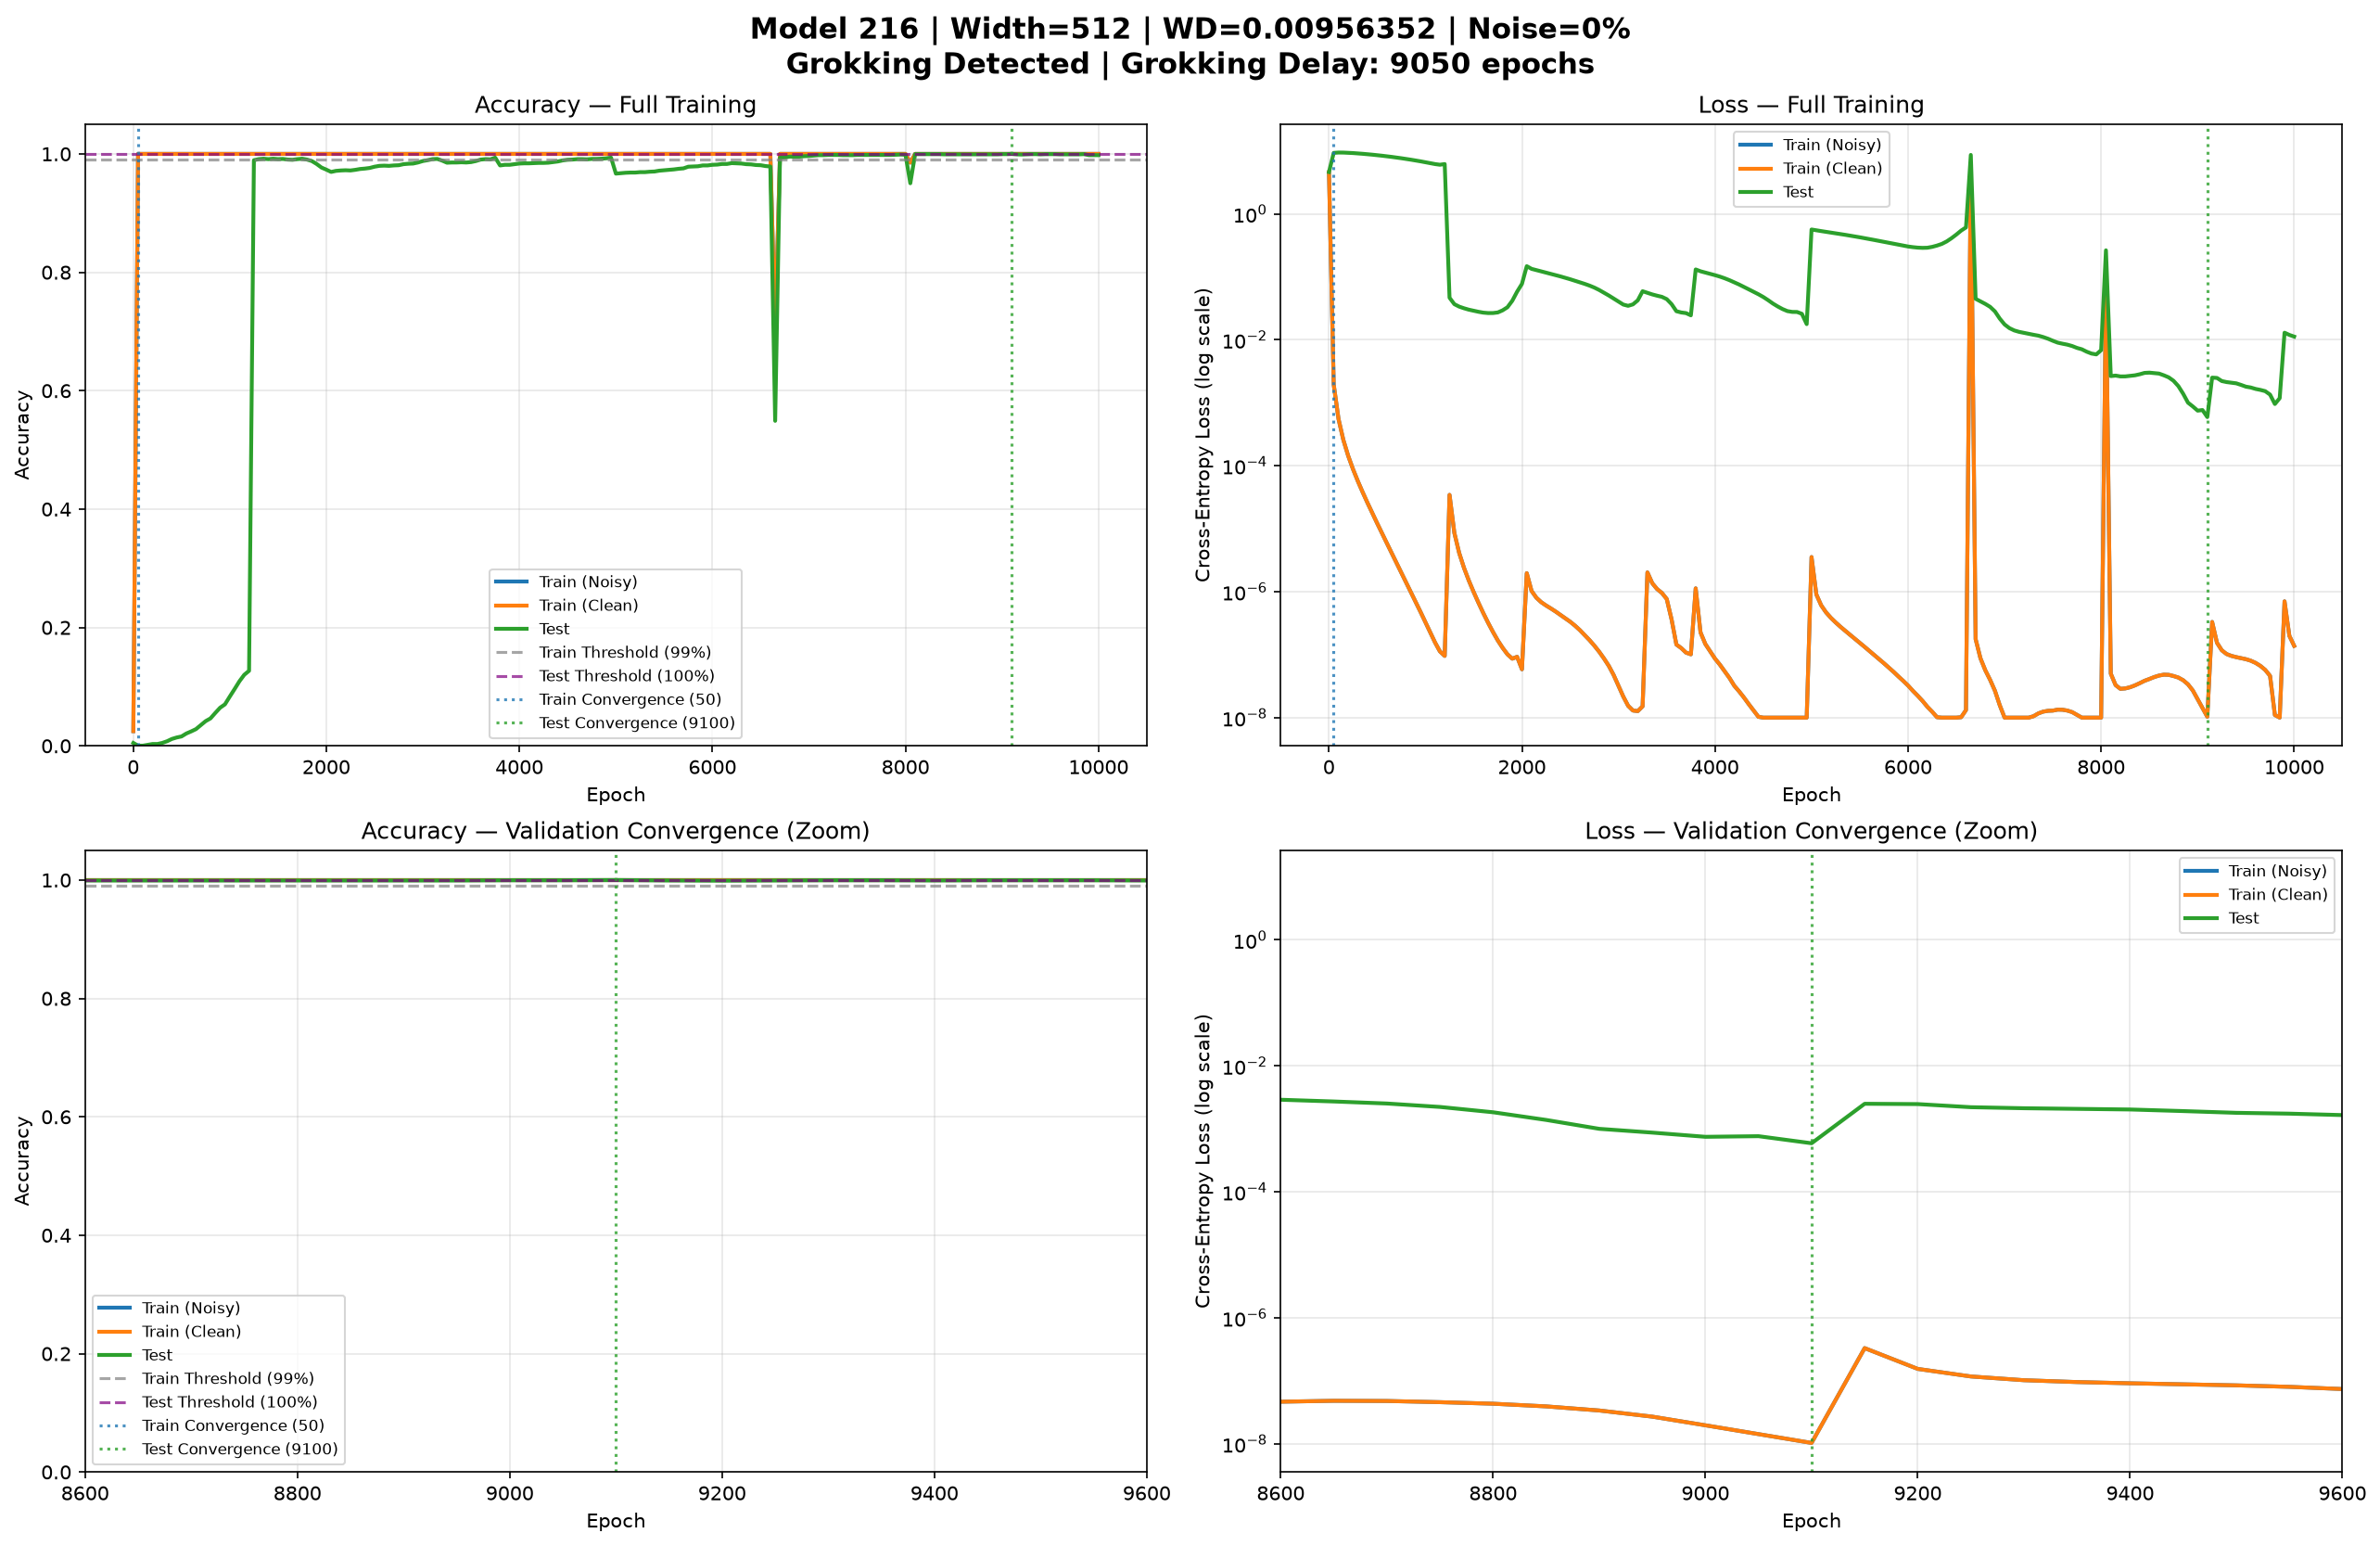 Model 216 | Width=512 | WD=0.00956352 | Noise=0%
Grokking Detected | Grokking Delay: 9050 epochs
Accuracy — Full Training
1.0
0.8
0.6
0.4
0.2
0.0
Accuracy
0 2000 4000 6000 8000 10000
Epoch
Train (Noisy)
Train (Clean)
Test
Train Threshold (99%)
Test Threshold (100%)
Train Convergence (50)
Test Convergence (9100)
Loss — Full Training
10⁰
10⁻²
10⁻⁴
10⁻⁶
10⁻⁸
Cross-Entropy Loss (log scale)
0 2000 4000 6000 8000 10000
Epoch
Train (Noisy)
Train (Clean)
Test
Accuracy — Validation Convergence (Zoom)
1.0
0.8
0.6
0.4
0.2
0.0
Accuracy
8600 8800 9000 9200 9400 9600
Epoch
Train (Noisy)
Train (Clean)
Test
Train Threshold (99%)
Test Threshold (100%)
Train Convergence (50)
Test Convergence (9100)
Loss — Validation Convergence (Zoom)
10⁰
10⁻²
10⁻⁴
10⁻⁶
10⁻⁸
Cross-Entropy Loss (log scale)
8600 8800 9000 9200 9400 9600
Epoch
Train (Noisy)
Train (Clean)
Test